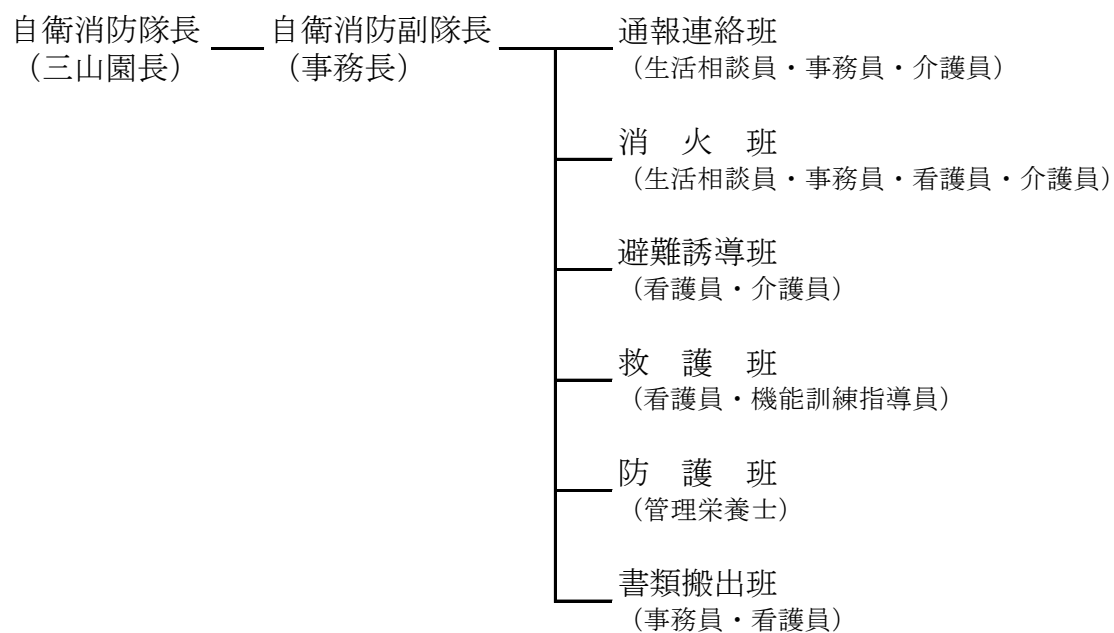 自衛消防隊長
（三山園長）
自衛消防副隊長
（事務長）
通報連絡班
（生活相談員・事務員・介護員）
消　火　班
（生活相談員・事務員・看護員・介護員）
避難誘導班
（看護員・介護員）
救　護　班
（看護員・機能訓練指導員）
防　護　班
（管理栄養士）
書類搬出班
（事務員・看護員）